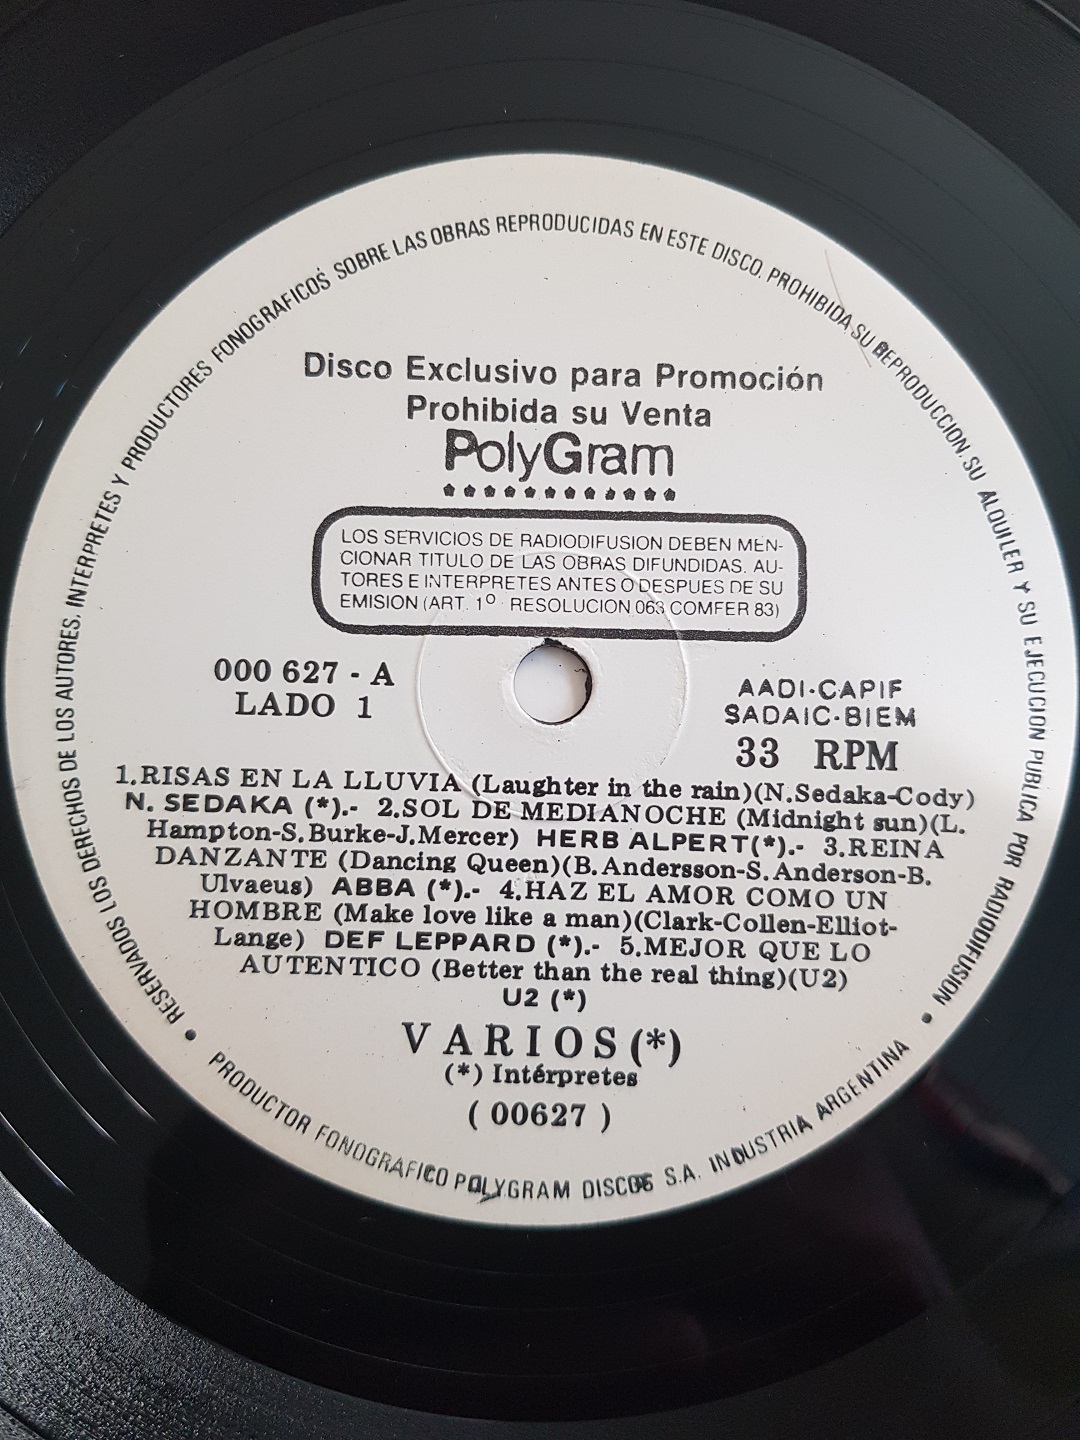 RESERVADOS LOS DERECHOS DE LOS AUTORES, INTERPRETES Y PRODUCTORES FONOGRAFICOS SOBRE LAS OBRAS REPRODUCIDAS EN ESTE DISCO. PROHIBIDA SU REPRODUCCION. SU ALQUILER Y SU EJECUCION PUBLICA POR RADIODIFUSION •
Disco Exclusivo para Promoción
Prohibida su Venta
PolyGram
LOS SERVICIOS DE RADIODIFUSION DEBEN MEN-
CIONAR TITULO DE LAS OBRAS DIFUNDIDAS. AU-
TORES E INTERPRETES ANTES O DESPUES DE SU
EMISION (ART. 1º RESOLUCION 063 COMFER 83)
000 627 - A
LADO 1
AADI·CAPIF
SADAIC·BIEM
33 RPM
1.RISAS EN LA LLUVIA (Laughter in the rain)(N.Sedaka-Cody)
N. SEDAKA (*).- 2.SOL DE MEDIANOCHE (Midnight sun)(L.
Hampton-S.Burke-J.Mercer) HERB ALPERT(*).- 3.REINA
DANZANTE (Dancing Queen)(B.Andersson-S.Anderson-B.
Ulvaeus) ABBA (*).- 4.HAZ EL AMOR COMO UN
HOMBRE (Make love like a man)(Clark-Collen-Elliot-
Lange) DEF LEPPARD (*).- 5.MEJOR QUE LO
AUTENTICO (Better than the real thing)(U2)
U2 (*)
VARIOS(*)
(*) Intérpretes
( 00627 )
• PRODUCTOR FONOGRAFICO POLYGRAM DISCOS S.A. INDUSTRIA ARGENTINA